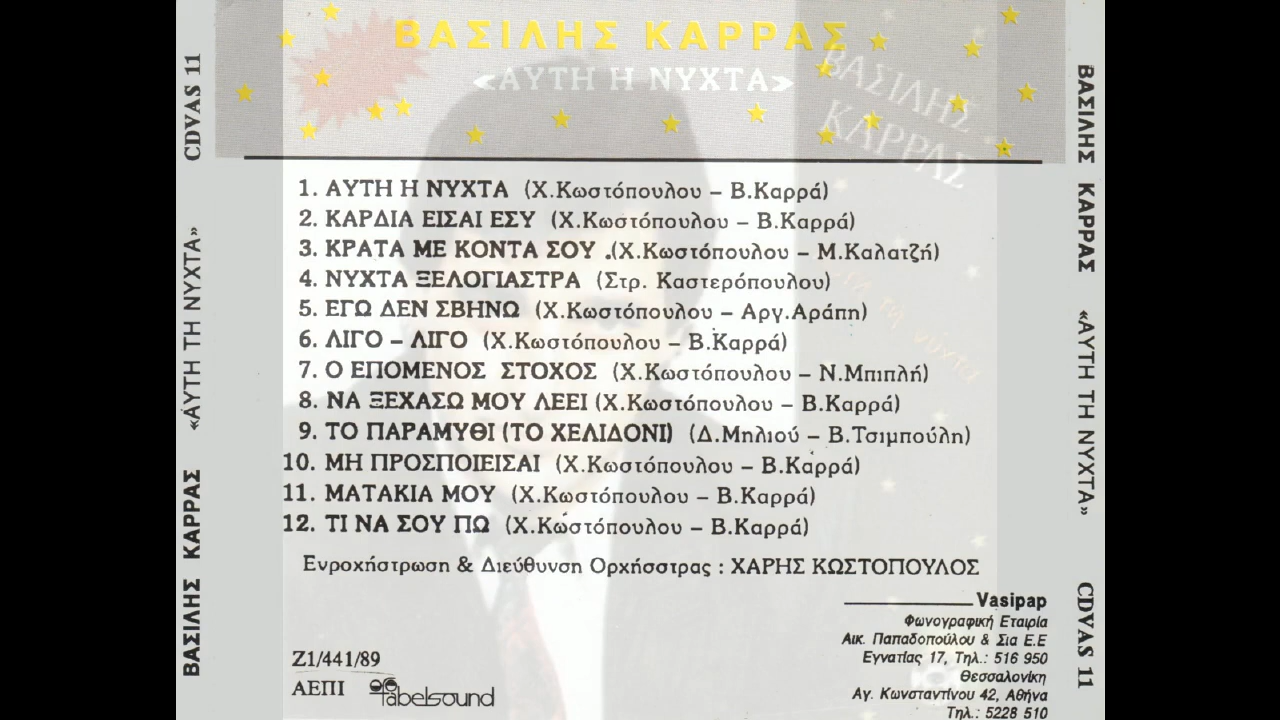 ΒΑΣΙΛΗΣ ΚΑΡΡΑΣ
«ΑΥΤΗ Η ΝΥΧΤΑ»
ΒΑΣΙΛΗΣ
ΚΑΡΡΑΣ
1. ΑΥΤΗ Η ΝΥΧΤΑ (Χ.Κωστόπουλου – Β.Καρρά)
2. ΚΑΡΔΙΑ ΕΙΣΑΙ ΕΣΥ (Χ.Κωστόπουλου – Β.Καρρά)
3. ΚΡΑΤΑ ΜΕ ΚΟΝΤΑ ΣΟΥ .(Χ.Κωστόπουλου – Μ.Καλατζή)
4. ΝΥΧΤΑ ΞΕΛΟΓΙΑΣΤΡΑ (Στρ. Καστερόπουλου)
5. ΕΓΩ ΔΕΝ ΣΒΗΝΩ (Χ.Κωστόπουλου – Αργ.Αράπη)
6. ΛΙΓΟ – ΛΙΓΟ (Χ.Κωστόπουλου – Β.Καρρά)
7. Ο ΕΠΟΜΕΝΟΣ ΣΤΟΧΟΣ (Χ.Κωστόπουλου – Ν.Μπιπλή)
8. ΝΑ ΞΕΧΑΣΩ ΜΟΥ ΛΕΕΙ (Χ.Κωστόπουλου – Β.Καρρά)
9. ΤΟ ΠΑΡΑΜΥΘΙ (ΤΟ ΧΕΛΙΔΟΝΙ) (Δ.Μηλιού – Β.Τσιμπούλη)
10. ΜΗ ΠΡΟΣΠΟΙΕΙΣΑΙ (Χ.Κωστόπουλου – Β.Καρρά)
11. ΜΑΤΑΚΙΑ ΜΟΥ (Χ.Κωστόπουλου – Β.Καρρά)
12. ΤΙ ΝΑ ΣΟΥ ΠΩ (Χ.Κωστόπουλου – Β.Καρρά)
Ενροχήστρωση & Διεύθυνση Ορχήσστρας : ΧΑΡΗΣ ΚΩΣΤΟΠΟΥΛΟΣ
Vasipap
Φωνογραφική Εταιρία
Αικ. Παπαδοπούλου & Σια Ε.Ε
Εγνατίας 17, Τηλ.: 516 950
Θεσσαλονίκη
Αγ. Κωνσταντίνου 42, Αθήνα
Τηλ.: 5228 510
Ζ1/441/89
ΑΕΠΙ
fabelsound
ΒΑΣΙΛΗΣ ΚΑΡΡΑΣ «ΑΥΤΗ ΤΗ ΝΥΧΤΑ» CDVAS 11
ΒΑΣΙΛΗΣ ΚΑΡΡΑΣ «ΑΥΤΗ ΤΗ ΝΥΧΤΑ» CDVAS 11